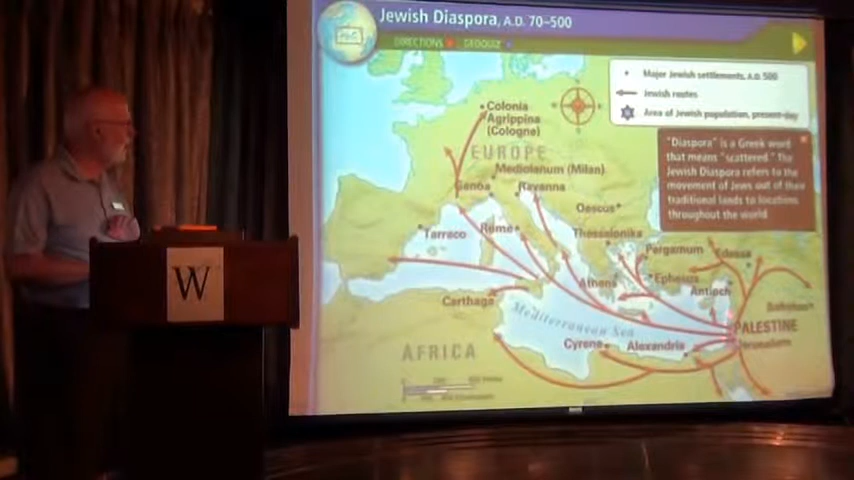 Jewish Diaspora, A.D. 70-500
DIRECTIONS
GEOQUIZ
Major Jewish settlements, A.D. 500
Jewish routes
Area of Jewish population, present-day
"Diaspora" is a Greek word
that means "scattered." The
Jewish Diaspora refers to the
movement of Jews out of their
traditional lands to locations
throughout the world
Colonia
Agrippina
(Cologne)
EUROPE
Mediolanum (Milan)
Genoa
Ravenna
Oescus
Tarraco
Rome
Thessalonika
Pergamum
Edessa
Athens
Ephesus
Antioch
Carthage
Mediterranean Sea
PALESTINE
Jerusalem
Cyrene
Alexandria
AFRICA
W